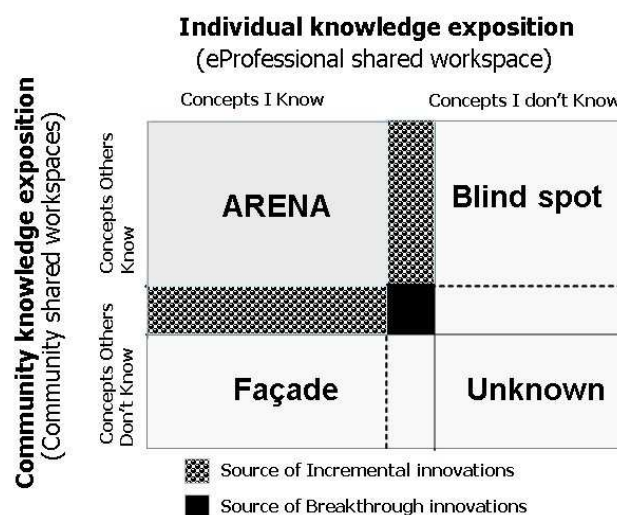 Individual knowledge exposition
(eProfessional shared workspace)
Concepts I Know
Concepts I don't Know
Community knowledge exposition
(Community shared workspaces)
Concepts Others
Know
ARENA
Blind spot
Concepts Others
Don't Know
Façade
Unknown
Source of Incremental innovations
Source of Breakthrough innovations